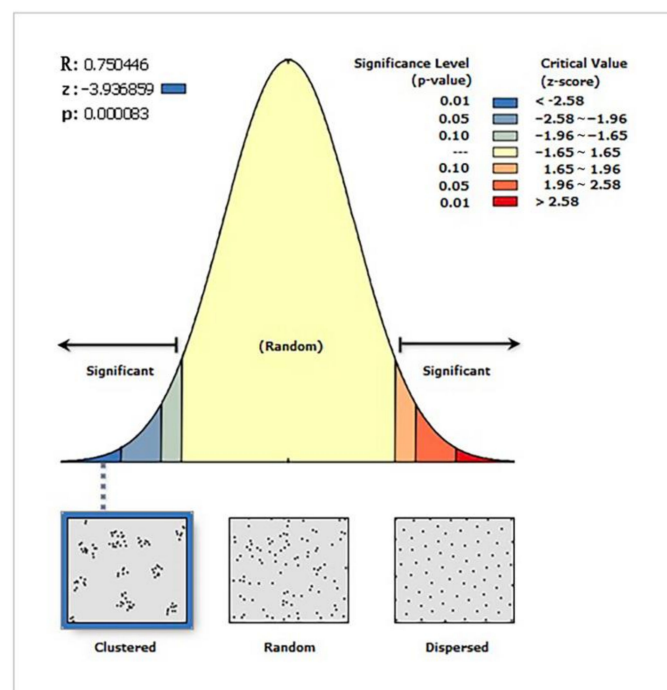 R: 0.750446
z: -3.936859
p: 0.000083
Significance Level (p-value)
Critical Value (z-score)
0.01 < -2.58
0.05 -2.58 ~ -1.96
0.10 -1.96 ~ -1.65
--- -1.65 ~ 1.65
0.10 1.65 ~ 1.96
0.05 1.96 ~ 2.58
0.01 > 2.58
Significant
(Random)
Significant
Clustered
Random
Dispersed